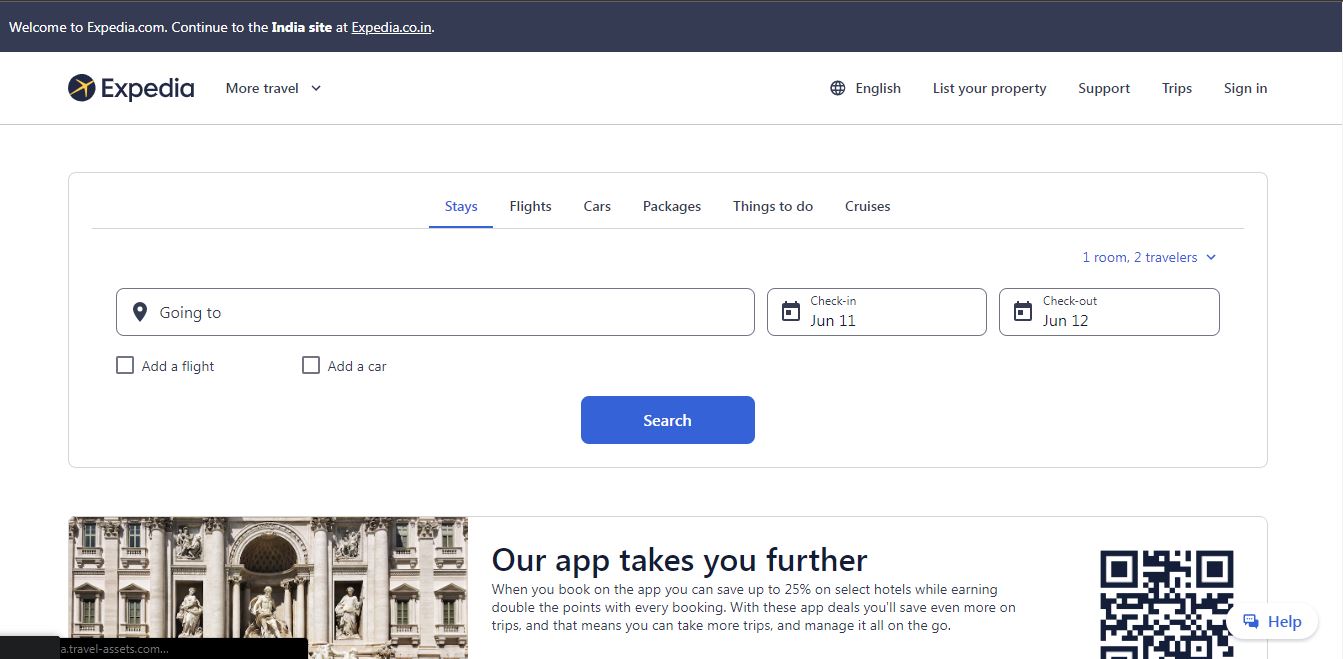 Welcome to Expedia.com. Continue to the India site at Expedia.co.in.
Expedia
More travel
English
List your property
Support
Trips
Sign in
Stays
Flights
Cars
Packages
Things to do
Cruises
1 room, 2 travelers
Going to
Check-in
Jun 11
Check-out
Jun 12
Add a flight
Add a car
Search
Our app takes you further
When you book on the app you can save up to 25% on select hotels while earning
double the points with every booking. With these app deals you'll save even more on
trips, and that means you can take more trips, and manage it all on the go.
Help
a.travel-assets.com...